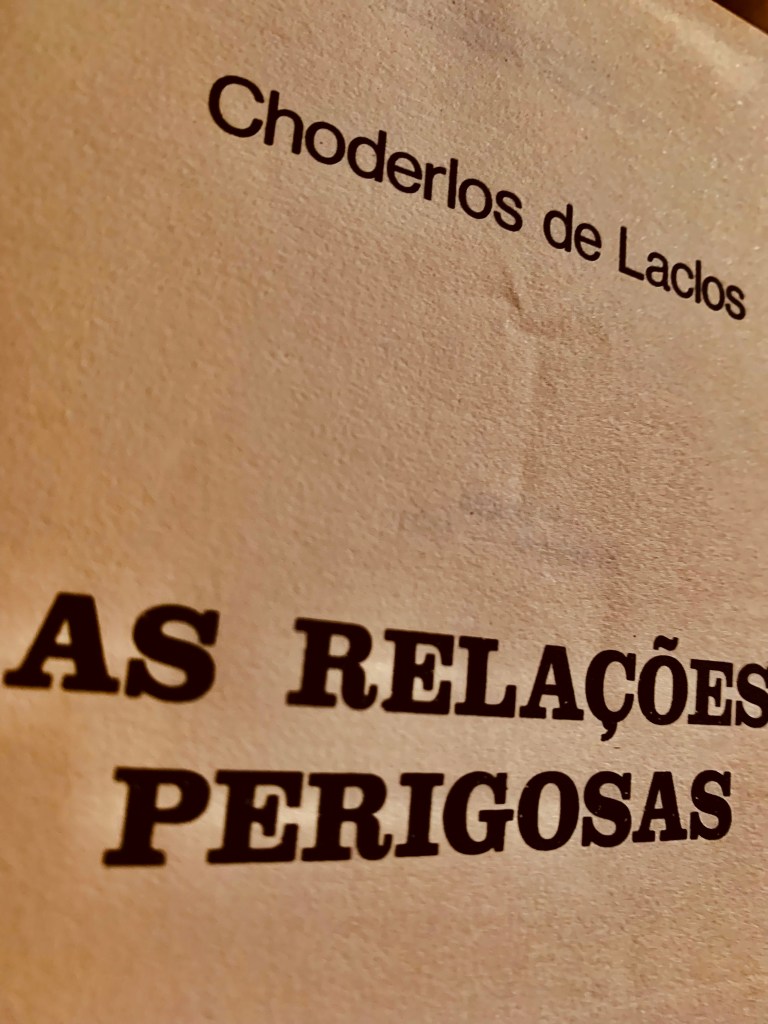 Choderlos de Laclos
AS RELAÇÕES
PERIGOSAS